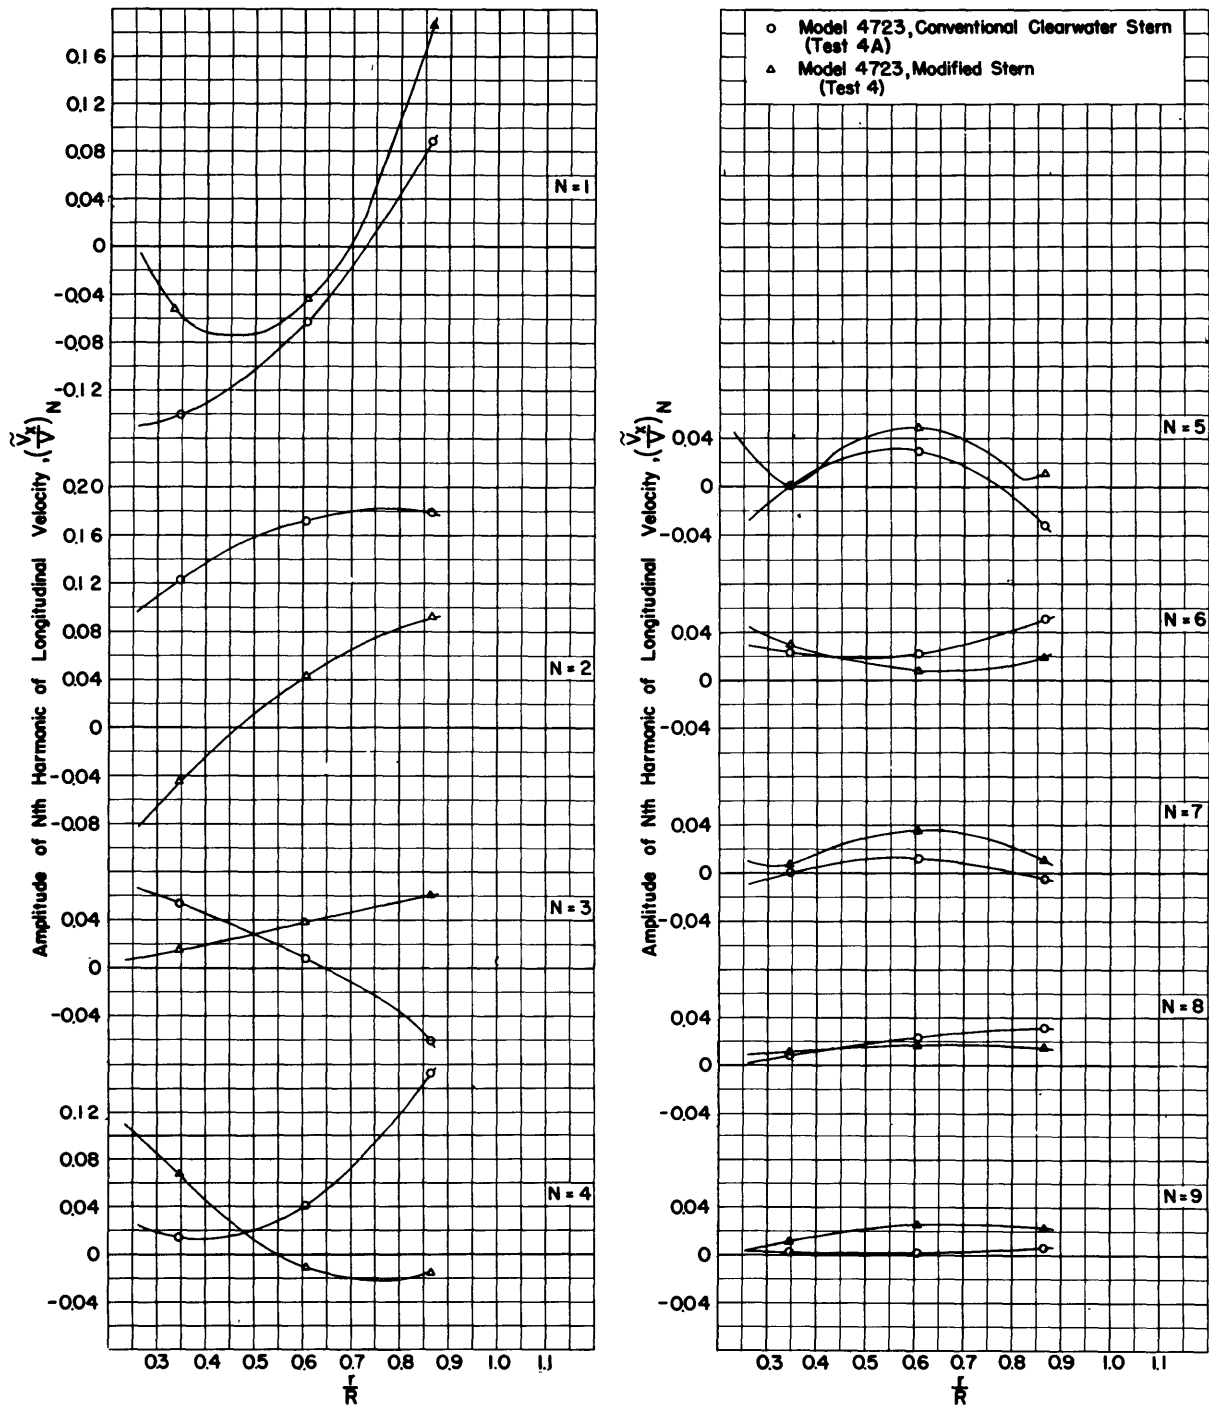 Model 4723, Conventional Clearwater Stern
(Test 4A)
Model 4723, Modified Stern
(Test 4)
Amplitude of Nth Harmonic of Longitudinal Velocity, (Ṽx/V)N
0.16
0.12
0.08
0.04
0
-0.04
-0.08
-0.12
N = 1
0.20
0.16
0.12
0.08
0.04
0
-0.04
-0.08
N = 2
0.04
0
-0.04
N = 3
0.12
0.08
0.04
0
-0.04
N = 4
0.3 0.4 0.5 0.6 0.7 0.8 0.9 1.0 1.1
r/R
Amplitude of Nth Harmonic of Longitudinal Velocity, (Ṽx/V)N
0.04
0
-0.04
N = 5
0.04
0
-0.04
N = 6
0.04
0
-0.04
N = 7
0.04
0
-0.04
N = 8
0.04
0
-0.04
N = 9
0.3 0.4 0.5 0.6 0.7 0.8 0.9 1.0 1.1
r/R